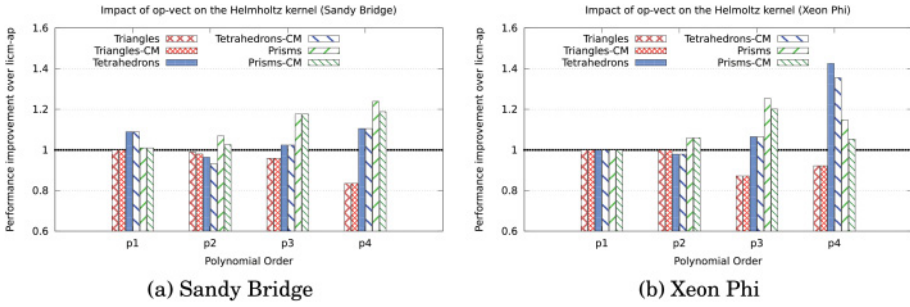 Impact of op-vect on the Helmholtz kernel (Sandy Bridge)
Performance improvement over licm-ap
1.6
1.4
1.2
1
0.8
0.6
Triangles
Triangles-CM
Tetrahedrons
Tetrahedrons-CM
Prisms
Prisms-CM
p1 p2 p3 p4
Polynomial Order
(a) Sandy Bridge
Impact of op-vect on the Helmoltz kernel (Xeon Phi)
Performance improvement over licm-ap
1.6
1.4
1.2
1
0.8
0.6
Triangles
Triangles-CM
Tetrahedrons
Tetrahedrons-CM
Prisms
Prisms-CM
p1 p2 p3 p4
Polynomial Order
(b) Xeon Phi